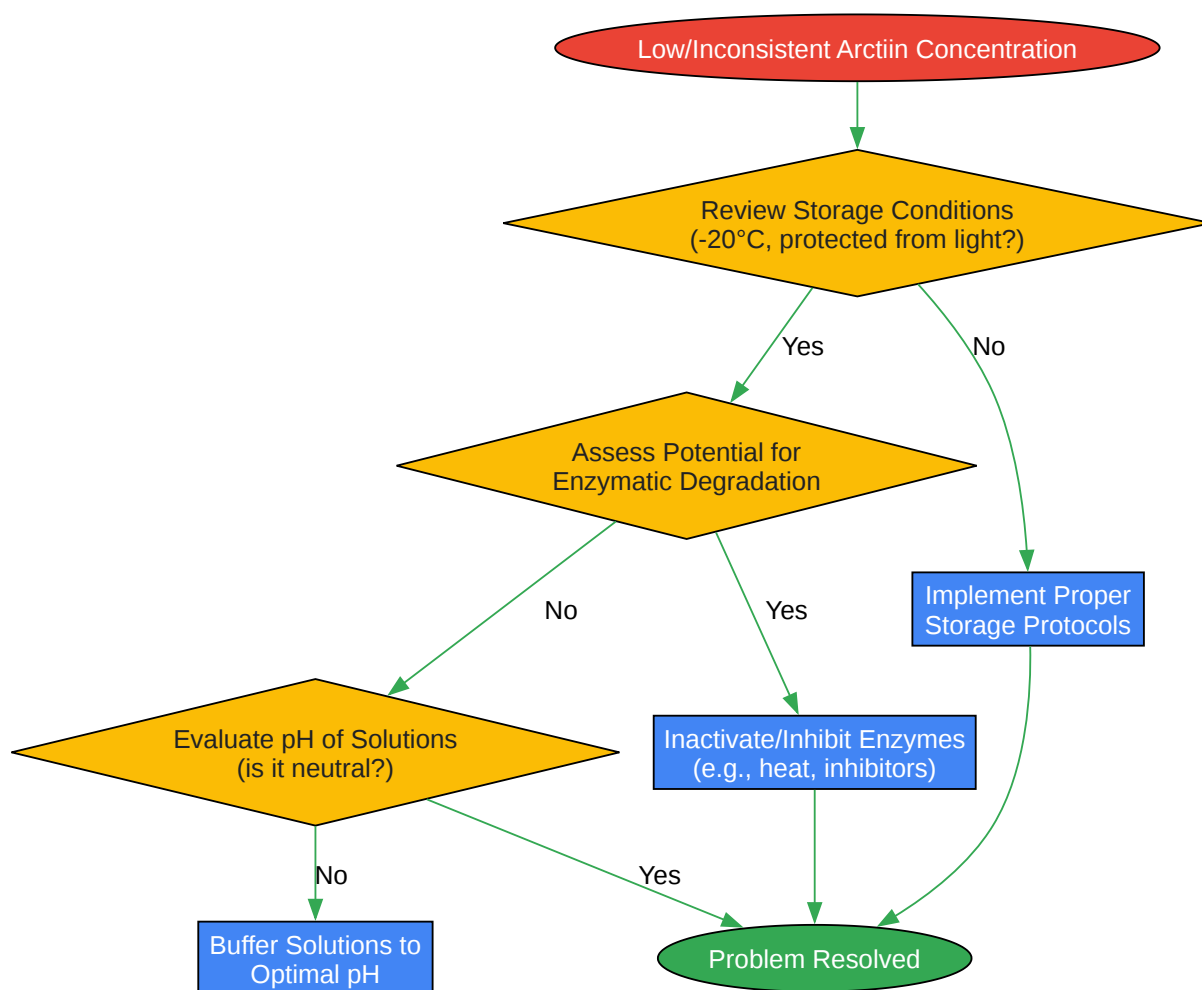 Low/Inconsistent Arctiin Concentration
Review Storage Conditions
(-20°C, protected from light?)
Yes
No
Assess Potential for
Enzymatic Degradation
No
Yes
Implement Proper
Storage Protocols
Evaluate pH of Solutions
(is it neutral?)
Inactivate/Inhibit Enzymes
(e.g., heat, inhibitors)
No
Yes
Buffer Solutions to
Optimal pH
Problem Resolved